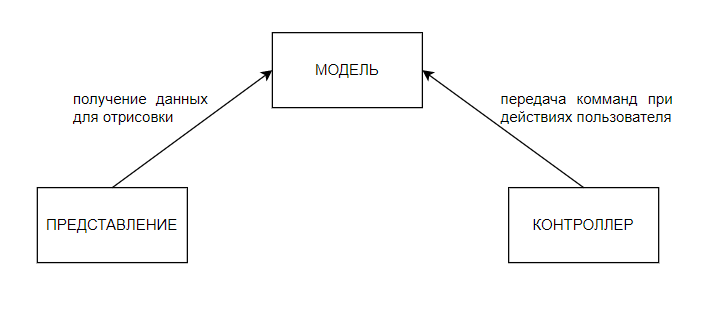 МОДЕЛЬ
получение данных
для отрисовки
передача комманд при
действиях пользователя
ПРЕДСТАВЛЕНИЕ
КОНТРОЛЛЕР